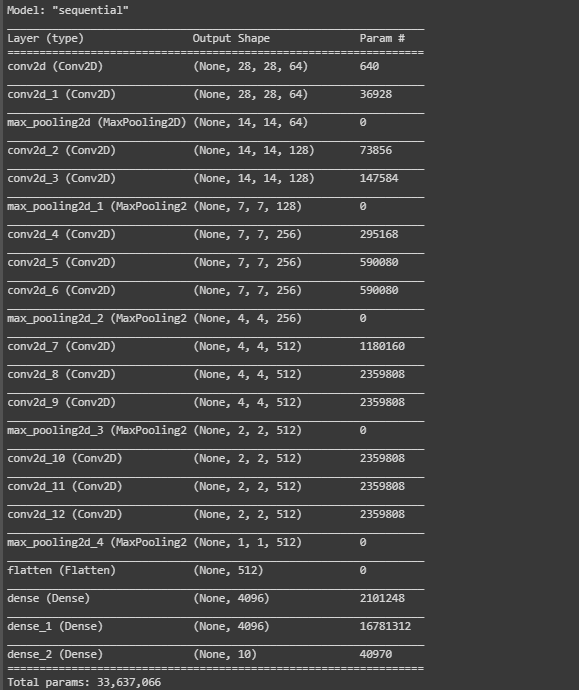 Model: "sequential"
Layer (type) Output Shape Param #
conv2d (Conv2D) (None, 28, 28, 64) 640
conv2d_1 (Conv2D) (None, 28, 28, 64) 36928
max_pooling2d (MaxPooling2D) (None, 14, 14, 64) 0
conv2d_2 (Conv2D) (None, 14, 14, 128) 73856
conv2d_3 (Conv2D) (None, 14, 14, 128) 147584
max_pooling2d_1 (MaxPooling2 (None, 7, 7, 128) 0
conv2d_4 (Conv2D) (None, 7, 7, 256) 295168
conv2d_5 (Conv2D) (None, 7, 7, 256) 590080
conv2d_6 (Conv2D) (None, 7, 7, 256) 590080
max_pooling2d_2 (MaxPooling2 (None, 4, 4, 256) 0
conv2d_7 (Conv2D) (None, 4, 4, 512) 1180160
conv2d_8 (Conv2D) (None, 4, 4, 512) 2359808
conv2d_9 (Conv2D) (None, 4, 4, 512) 2359808
max_pooling2d_3 (MaxPooling2 (None, 2, 2, 512) 0
conv2d_10 (Conv2D) (None, 2, 2, 512) 2359808
conv2d_11 (Conv2D) (None, 2, 2, 512) 2359808
conv2d_12 (Conv2D) (None, 2, 2, 512) 2359808
max_pooling2d_4 (MaxPooling2 (None, 1, 1, 512) 0
flatten (Flatten) (None, 512) 0
dense (Dense) (None, 4096) 2101248
dense_1 (Dense) (None, 4096) 16781312
dense_2 (Dense) (None, 10) 40970
Total params: 33,637,066